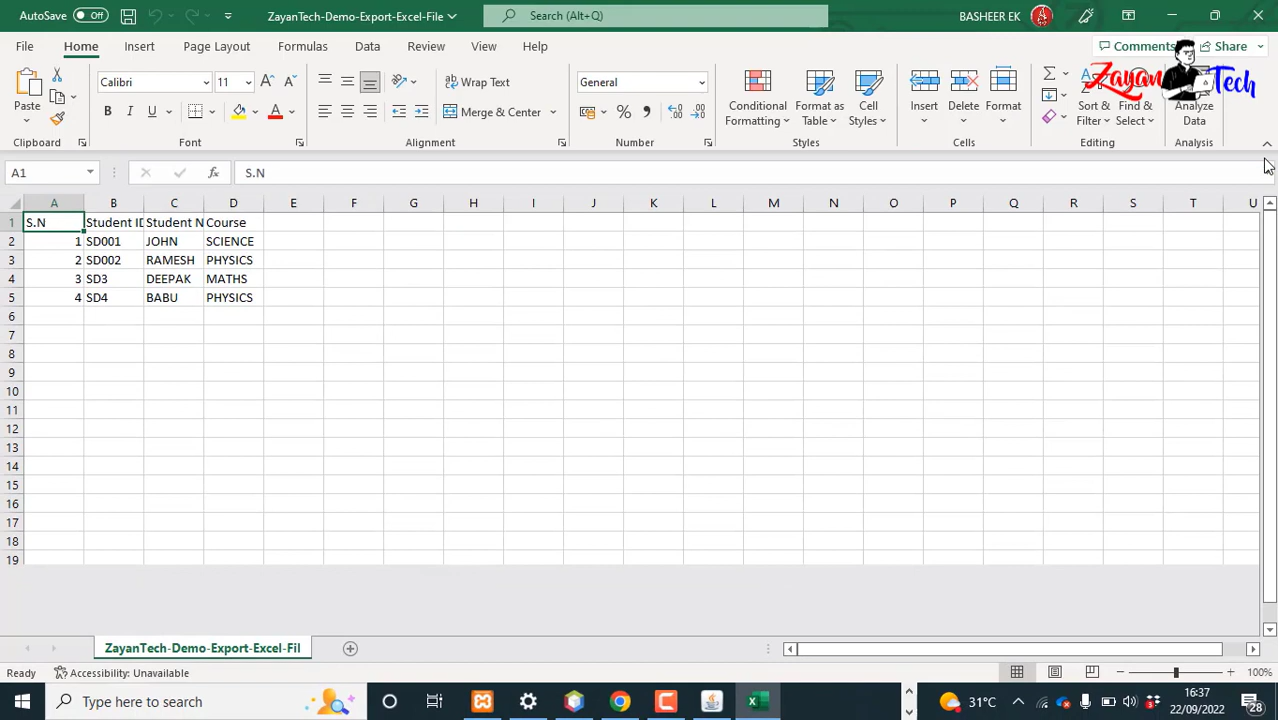 AutoSave Off ZayanTech-Demo-Export-Excel-File Search (Alt+Q) BASHEER EK
File Home Insert Page Layout Formulas Data Review View Help Comments Share
Zayan Tech
Paste Calibri 11 Wrap Text General Conditional Formatting Format as Table Cell Styles Insert Delete Format Sort & Filter Find & Select Analyze Data
B I U Merge & Center
Clipboard Font Alignment Number Styles Cells Editing Analysis
A1 fx S.N
A B C D E F G H I J K L M N O P Q R S T U
1 S.N Student ID Student N Course
2 1 SD001 JOHN SCIENCE
3 2 SD002 RAMESH PHYSICS
4 3 SD3 DEEPAK MATHS
5 4 SD4 BABU PHYSICS
6
7
8
9
10
11
12
13
14
15
16
17
18
19
ZayanTech-Demo-Export-Excel-Fil
Ready Accessibility: Unavailable 100%
Type here to search 31°C 16:37
22/09/2022 28